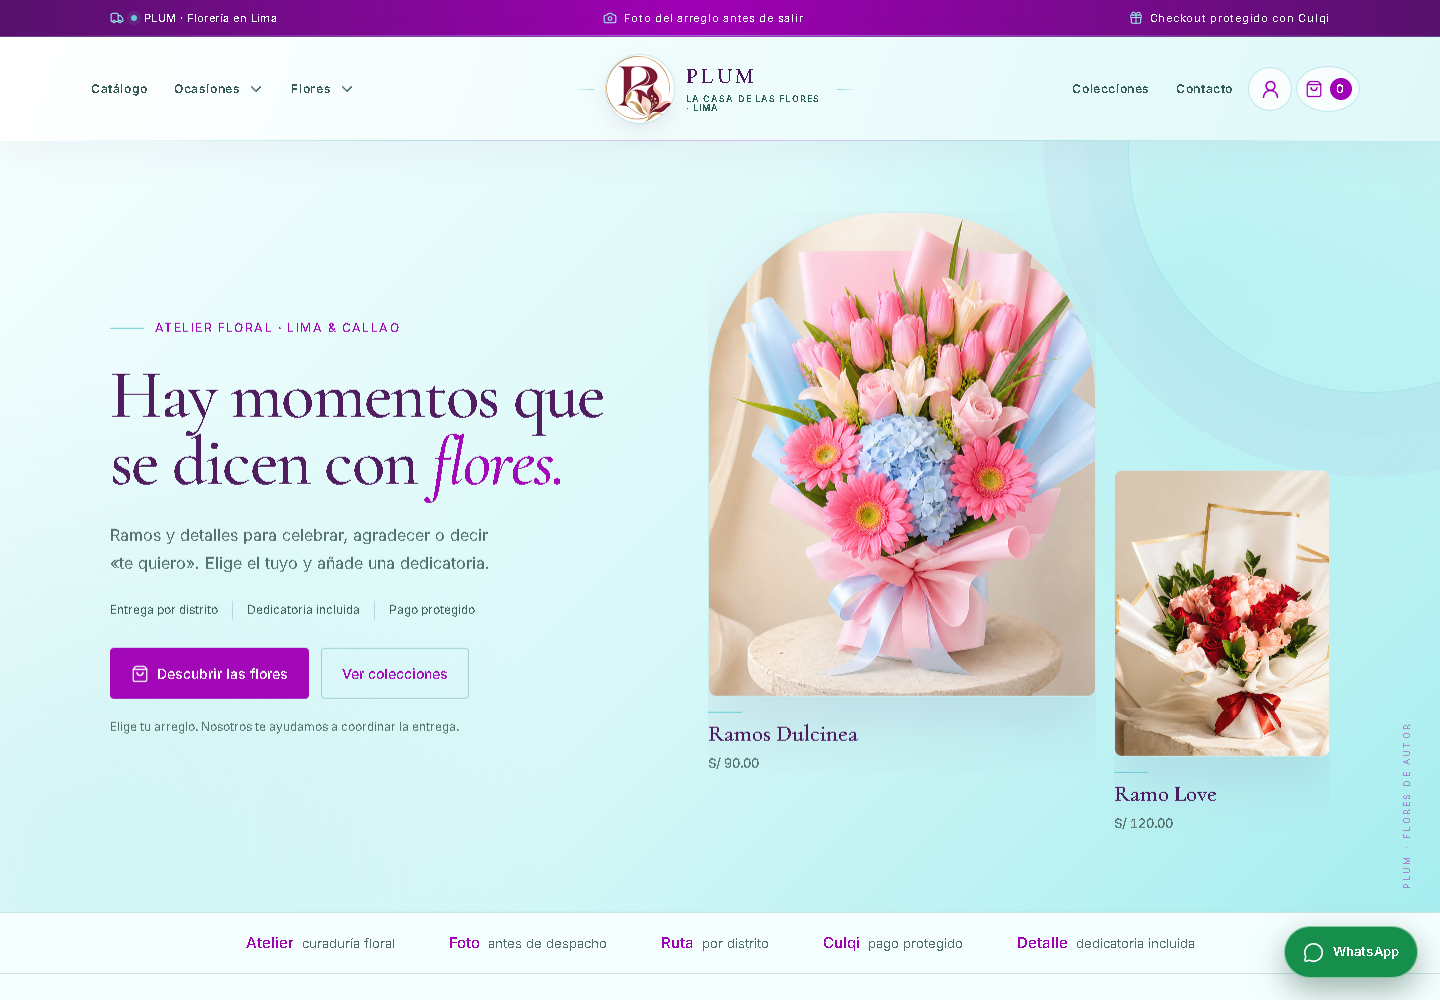 PLUM · Florería en Lima
Foto del arreglo antes de salir
Checkout protegido con Culqi
Catálogo
Ocasiones
Flores
PLUM
LA CASA DE LAS FLORES
· LIMA
Colecciones
Contacto
0
ATELIER FLORAL · LIMA & CALLAO
Hay momentos que
se dicen con flores.
Ramos y detalles para celebrar, agradecer o decir
«te quiero». Elige el tuyo y añade una dedicatoria.
Entrega por distrito
Dedicatoria incluida
Pago protegido
Descubrir las flores
Ver colecciones
Elige tu arreglo. Nosotros te ayudamos a coordinar la entrega.
Ramos Dulcinea
S/ 90.00
Ramo Love
S/ 120.00
PLUM · FLORES DE AUTOR
Atelier curaduría floral
Foto antes de despacho
Ruta por distrito
Culqi pago protegido
Detalle dedicatoria incluida
WhatsApp